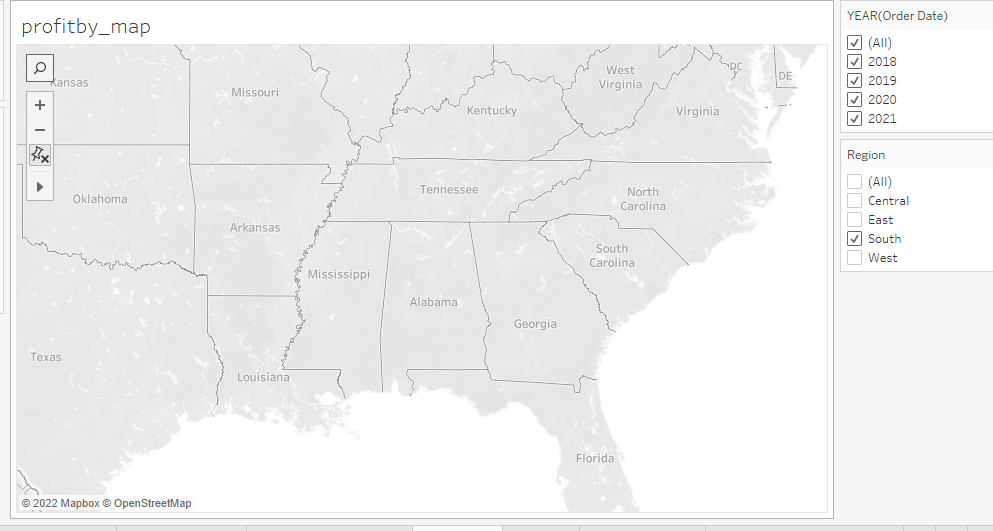 profitby_map
Kansas
Missouri
West
Virginia
DC
DE
Kentucky
Virginia
Oklahoma
Tennessee
North
Carolina
Arkansas
South
Carolina
Mississippi
Alabama
Georgia
Texas
Louisiana
Florida
© 2022 Mapbox © OpenStreetMap
YEAR(Order Date)
(All)
2018
2019
2020
2021
Region
(All)
Central
East
South
West